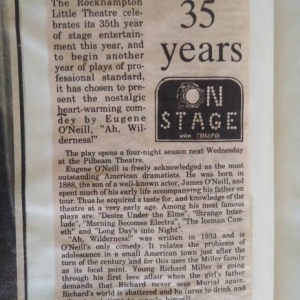 The Rockhampton
Little Theatre cele-
brates its 35th year
of stage entertain-
ment this year, and
to begin another
year of plays of pro-
fessional standard,
it has chosen to pre-
sent the nostalgic
heart-warming com-
dey by Eugene
O'Neill, "Ah, Wil-
derness!"
35
years
ON
STAGE
The play opens a four-night season next Wednesday
at the Pilbeam Theatre.
Eugene O'Neill is freely acknowledged as the most
outstanding American dramatists. He was born in
1888, the son of a well-known actor, James O'Neill, and
spent much of his early life accompanying his father on
tour. Thus he acquired a taste for, and knowledge of the
theatre at a very early age. Among his most famous
plays are: "Desire Under the Elms", "Strange Inter-
lude", "Morning Becomes Electra", "The Iceman Com-
eth" and "Long Day's into Night".
"Ah, Wilderness!" was written in 1933 and is
O'Neill's only comedy. It relates the problems of
adolescence in a small American town just after the
turn of the century and for this uses the Miller family
as its focal point. Young Richard Miller is going
through his first love affair when the girl's father
demands that Richard never sees Murial again.
Richard's world is shattered and he turns to drink and